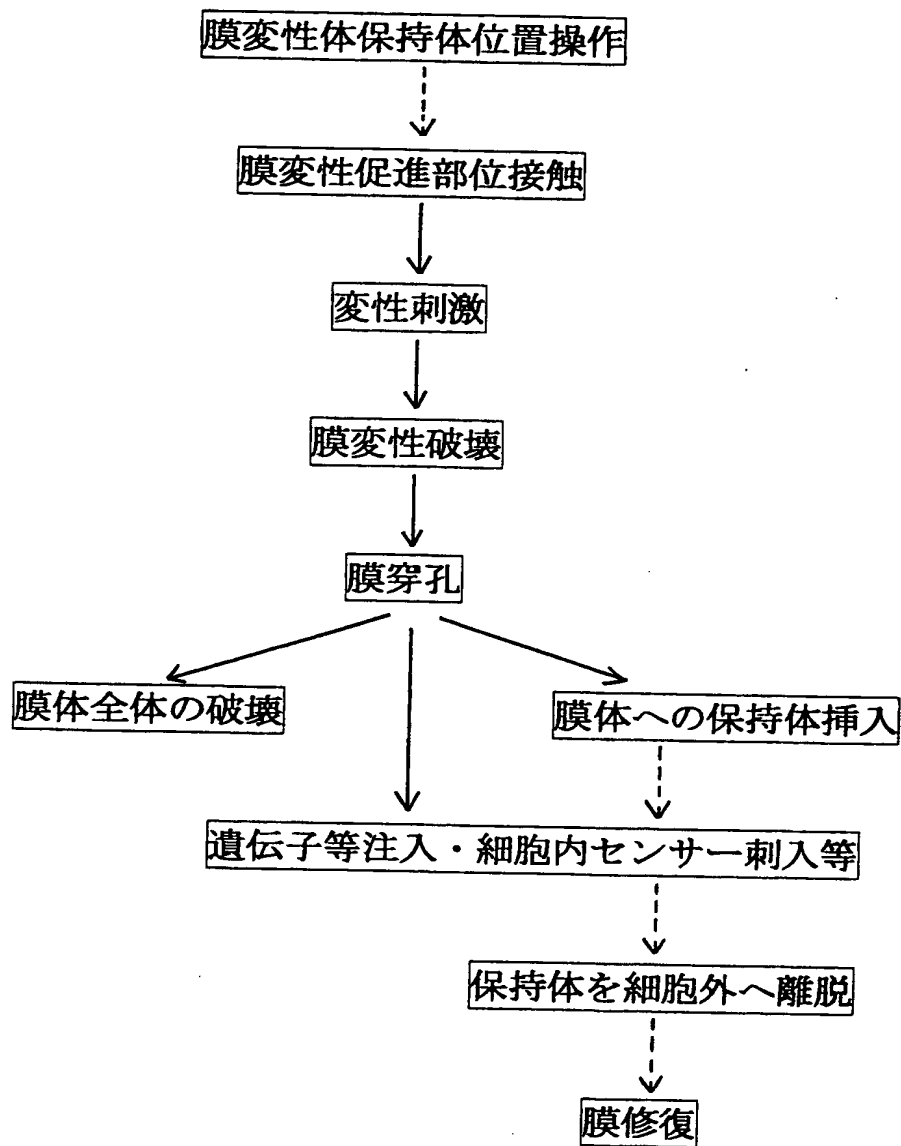 膜変性体保持体位置操作
膜変性促進部位接触
変性刺激
膜変性破壊
膜穿孔
膜体全体の破壊
膜体への保持体挿入
遺伝子等注入・細胞内センサー刺入等
保持体を細胞外へ離脱
膜修復